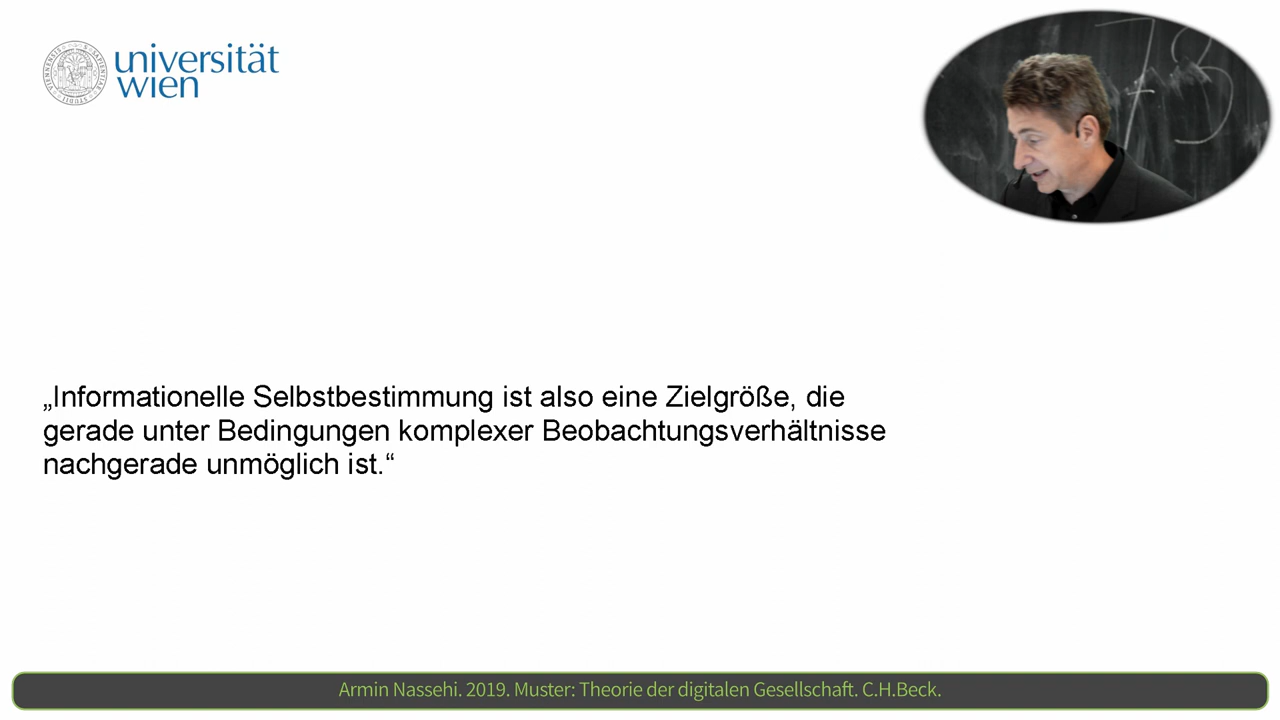 universität
wien
73
„Informationelle Selbstbestimmung ist also eine Zielgröße, die
gerade unter Bedingungen komplexer Beobachtungsverhältnisse
nachgerade unmöglich ist.“
Armin Nassehi. 2019. Muster: Theorie der digitalen Gesellschaft. C.H.Beck.